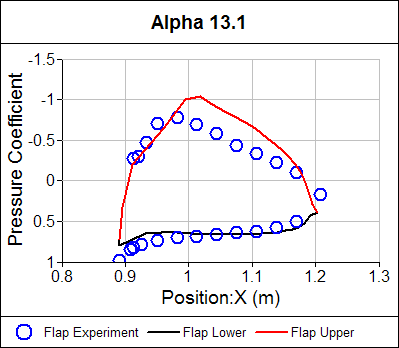 Alpha 13.1
Pressure Coefficient
-1.5
-1
-0.5
0
0.5
1
0.8 0.9 1 1.1 1.2 1.3
Position:X (m)
Flap Experiment Flap Lower Flap Upper